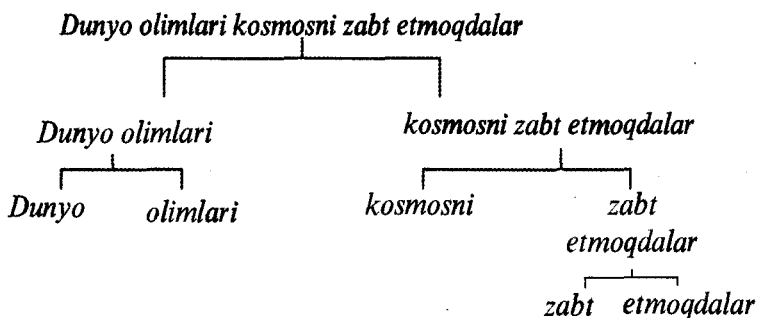 Dunyo olimlari kosmosni zabt etmoqdalar
Dunyo olimlari kosmosni zabt etmoqdalar
Dunyo olimlari kosmosni zabt
etmoqdalar
zabt etmoqdalar